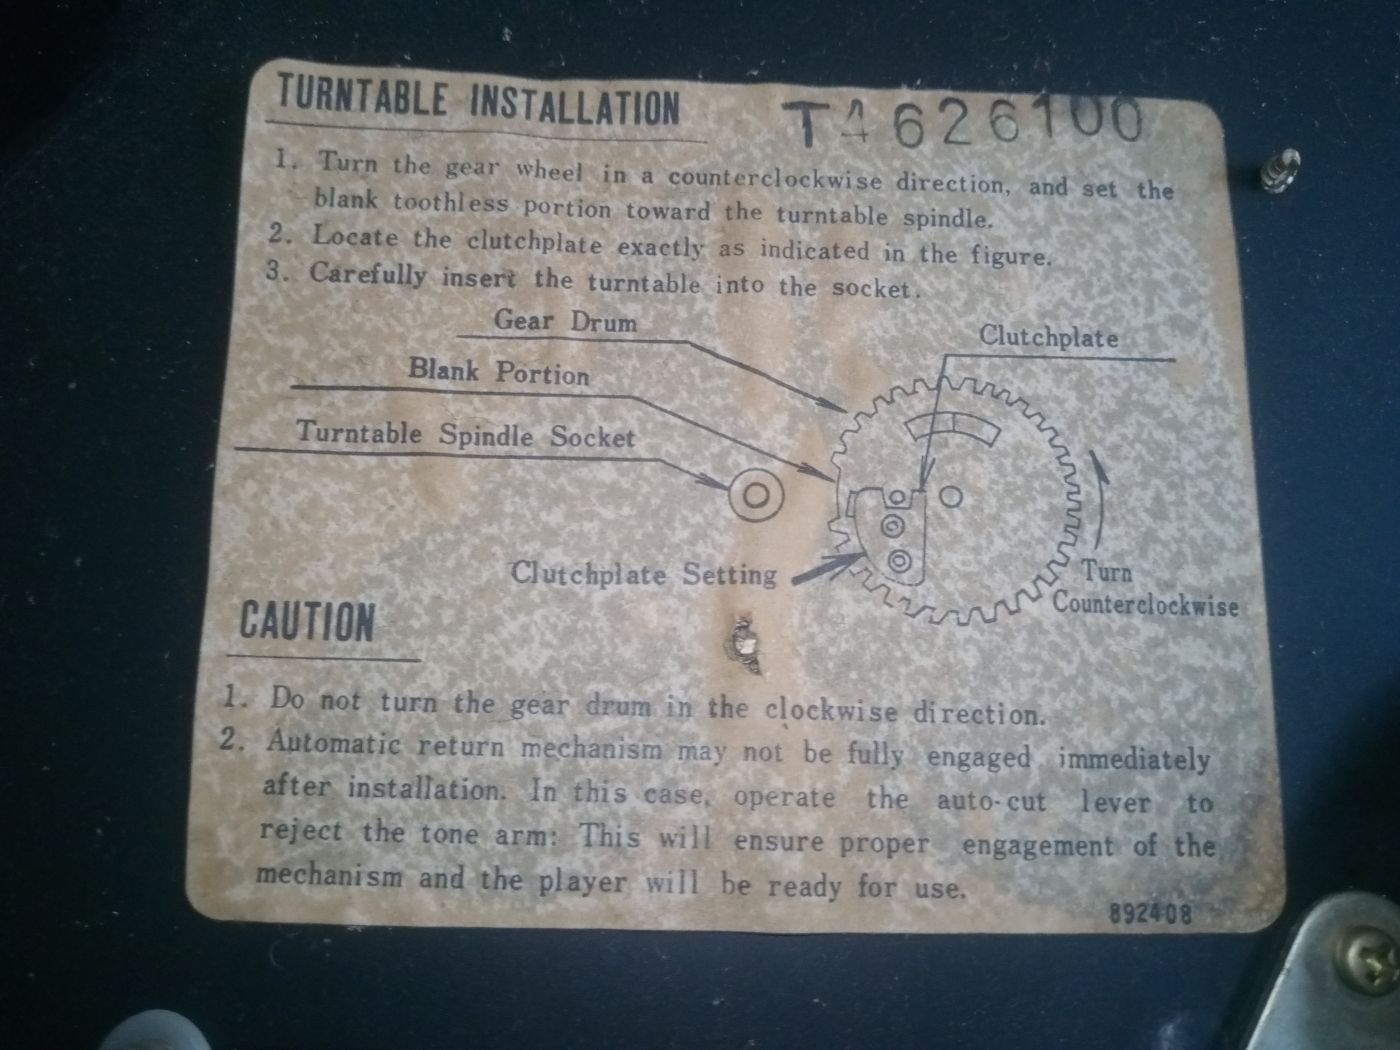 TURNTABLE INSTALLATION
T4626100
1. Turn the gear wheel in a counterclockwise direction, and set the
blank toothless portion toward the turntable spindle.
2. Locate the clutchplate exactly as indicated in the figure.
3. Carefully insert the turntable into the socket.
Gear Drum
Clutchplate
Blank Portion
Turntable Spindle Socket
Clutchplate Setting
Turn
Counterclockwise
CAUTION
1. Do not turn the gear drum in the clockwise direction.
2. Automatic return mechanism may not be fully engaged immediately
after installation. In this case, operate the auto-cut lever to
reject the tone arm: This will ensure proper engagement of the
mechanism and the player will be ready for use.
892408